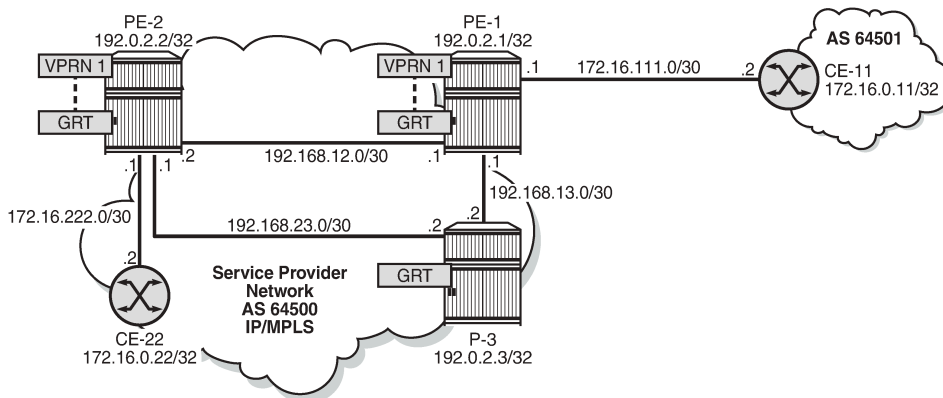 PE-2
192.0.2.2/32
PE-1
192.0.2.1/32
AS 64501
VPRN 1
VPRN 1
.1
172.16.111.0/30
.2
CE-11
172.16.0.11/32
GRT
GRT
.2
192.168.12.0/30
.1
.1
.1
.1
192.168.13.0/30
172.16.222.0/30
192.168.23.0/30
.2
.2
.2
Service Provider
Network
AS 64500
IP/MPLS
GRT
CE-22
172.16.0.22/32
P-3
192.0.2.3/32